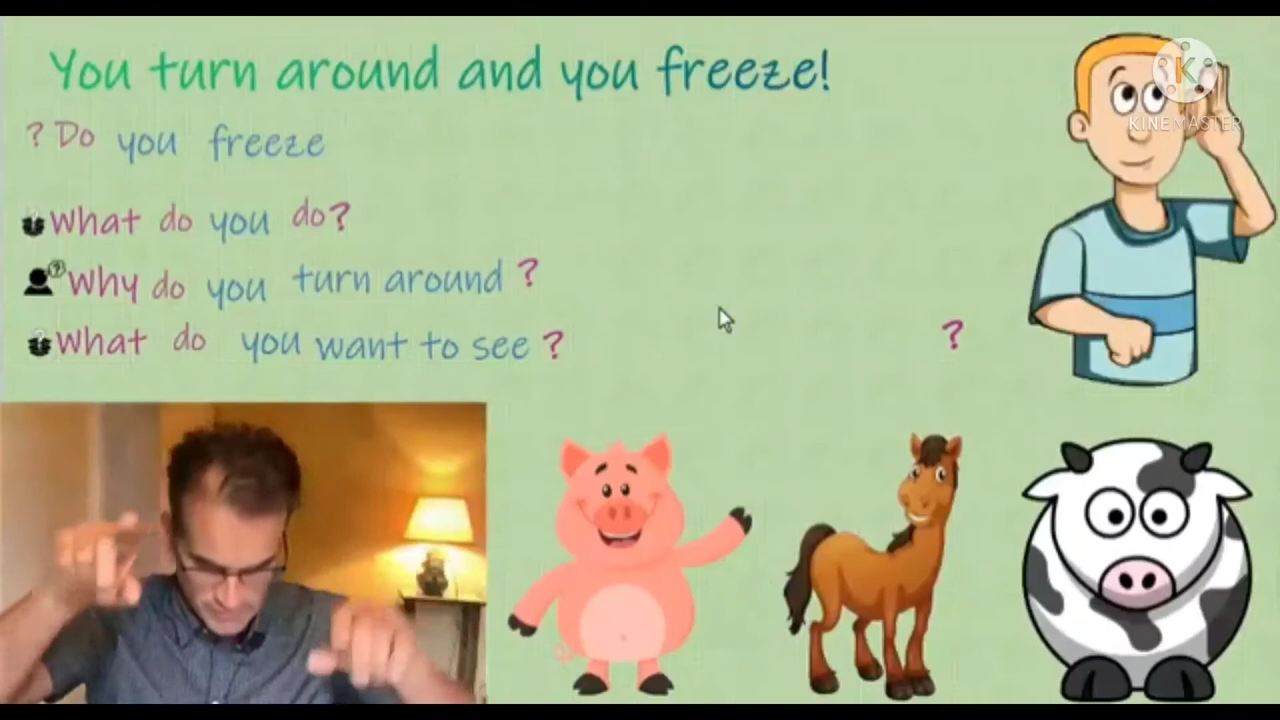 You turn around and you freeze!
? Do you freeze
What do you do?
Why do you turn around ?
What do you want to see ?
?
K
KINEMASTER